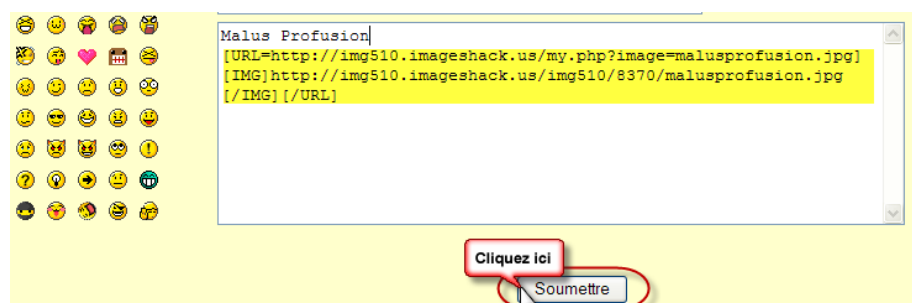 Malus Profusion
[URL=http://img510.imageshack.us/my.php?image=malusprofusion.jpg]
[IMG]http://img510.imageshack.us/img510/8370/malusprofusion.jpg
[/IMG][/URL]
Cliquez ici
Soumettre